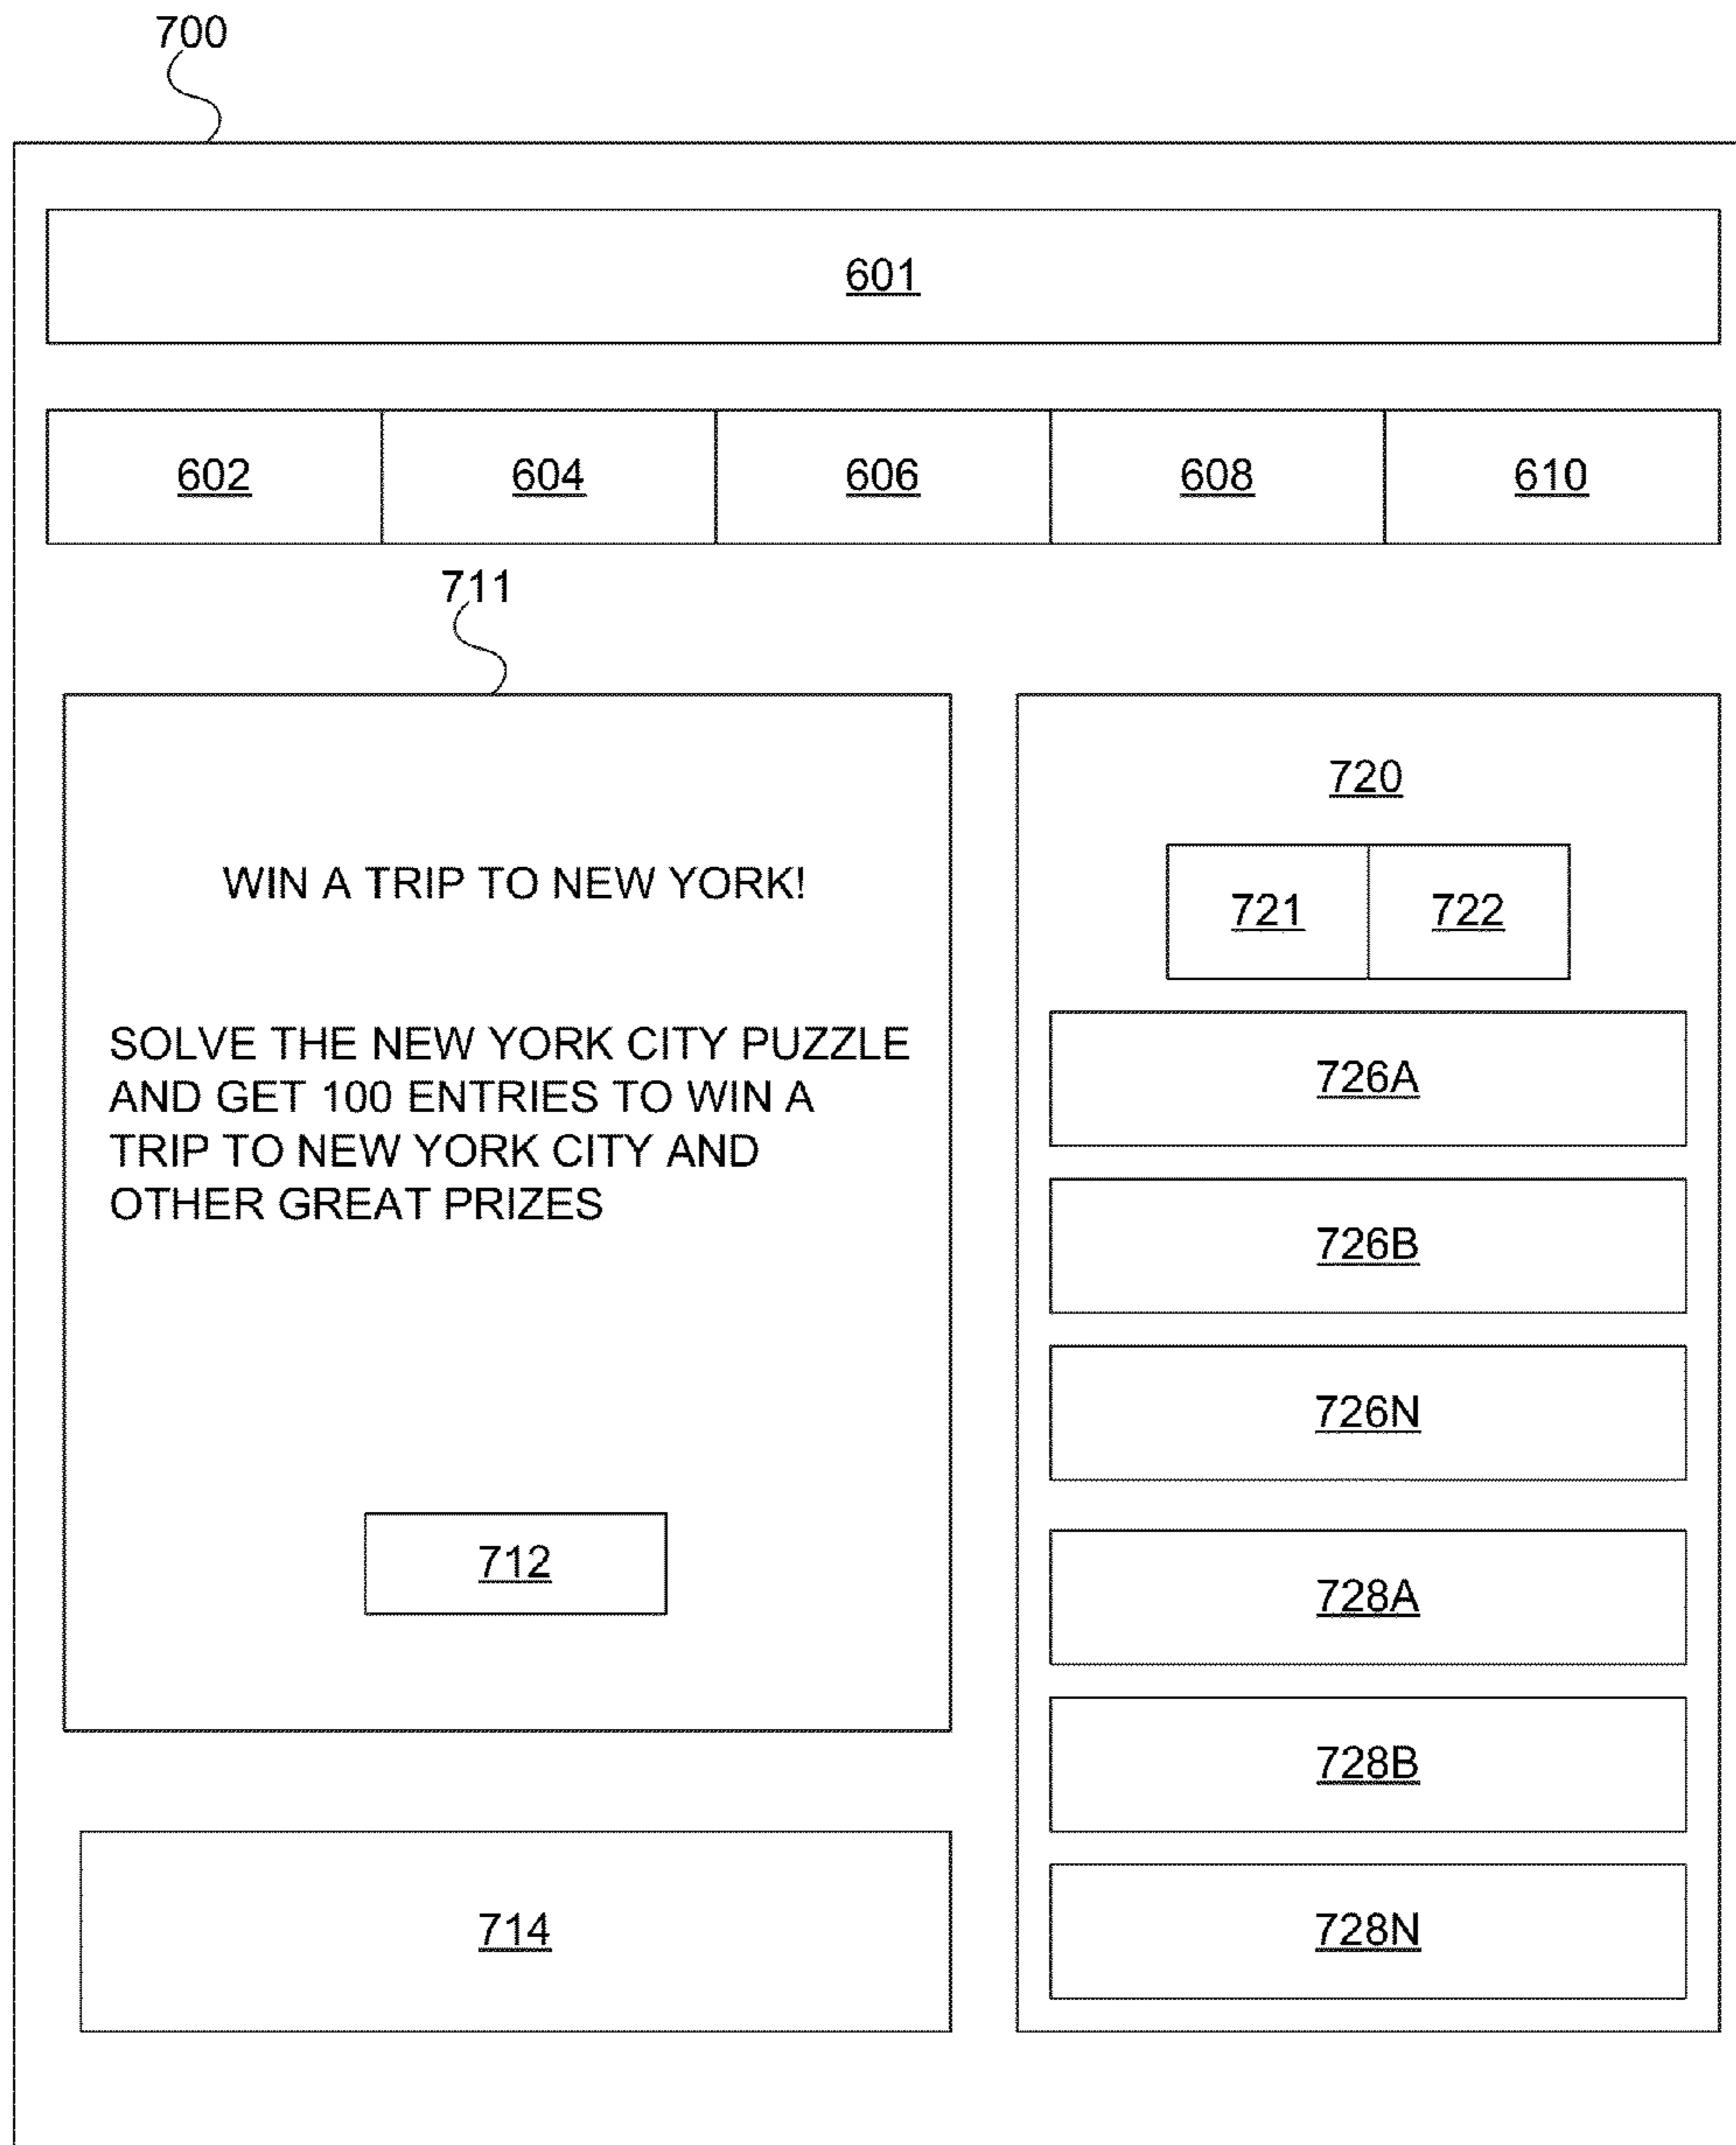 700
601
602 604 606 608 610
711
WIN A TRIP TO NEW YORK!
SOLVE THE NEW YORK CITY PUZZLE
AND GET 100 ENTRIES TO WIN A
TRIP TO NEW YORK CITY AND
OTHER GREAT PRIZES
712
714
720
721 722
726A
726B
726N
728A
728B
728N